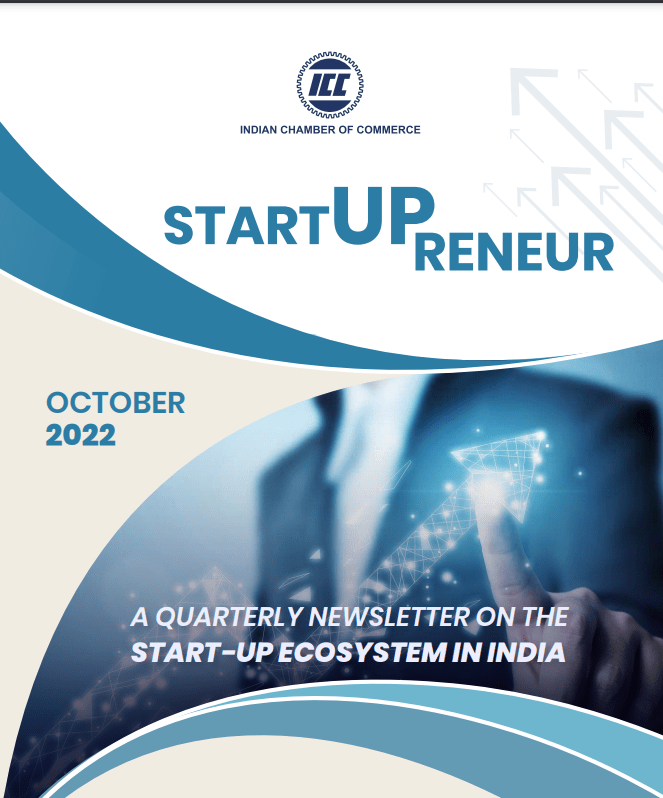 ICC
INDIAN CHAMBER OF COMMERCE
STARTUP
RENEUR
OCTOBER
2022
A QUARTERLY NEWSLETTER ON THE
START-UP ECOSYSTEM IN INDIA